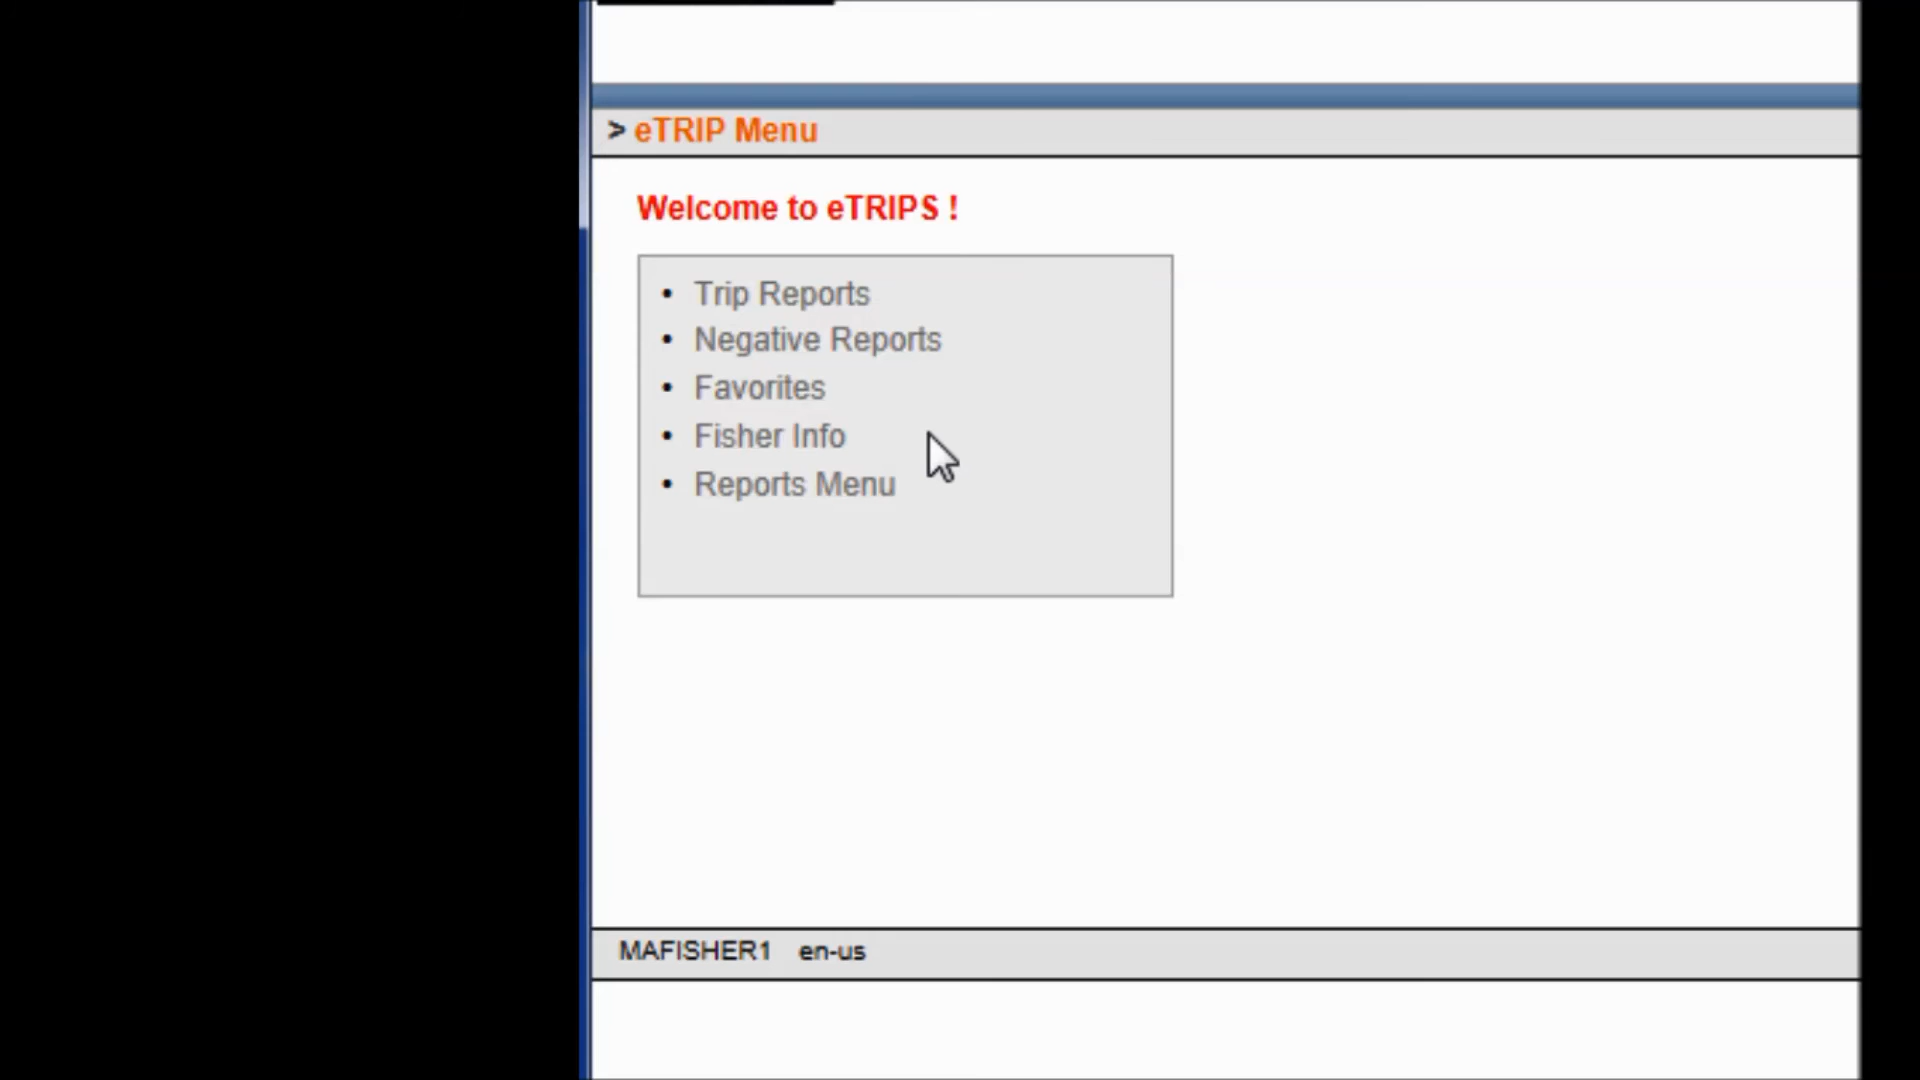 > eTRIP Menu
Welcome to eTRIPS !
• Trip Reports
• Negative Reports
• Favorites
• Fisher Info
• Reports Menu
MAFISHER1 en-us